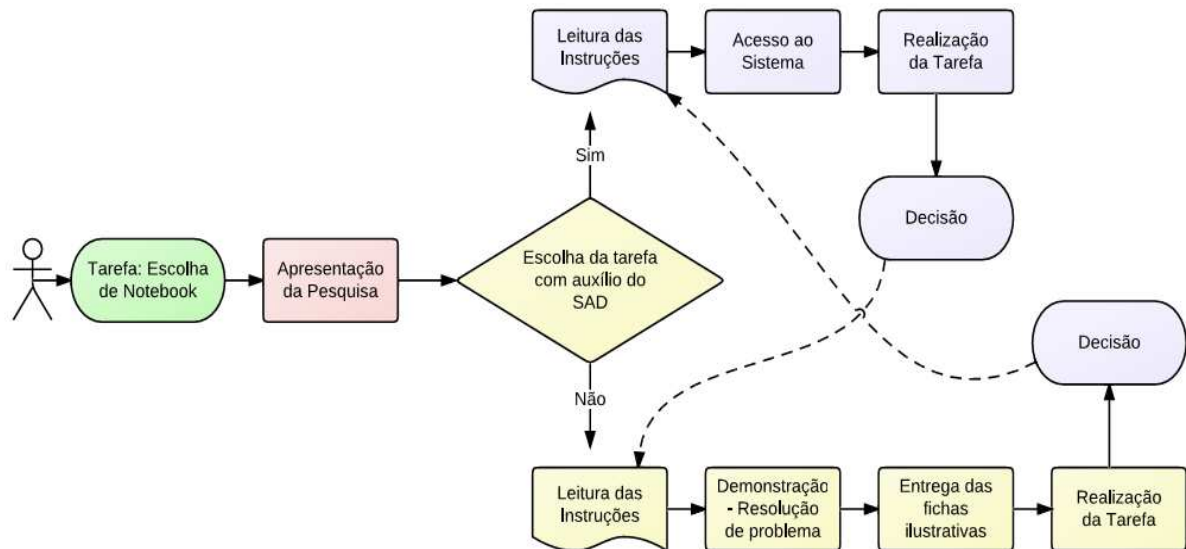 Leitura das
Instruções
Acesso ao
Sistema
Realização
da Tarefa
Sim
Decisão
Tarefa: Escolha
de Notebook
Apresentação
da Pesquisa
Escolha da tarefa
com auxílio do
SAD
Decisão
Não
Leitura das
Instruções
Demonstração
- Resolução
de problema
Entrega das
fichas
ilustrativas
Realização
da Tarefa